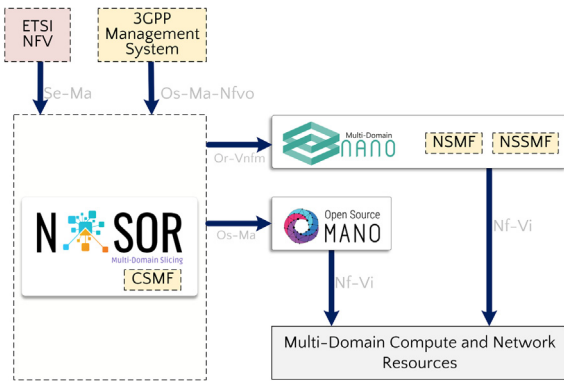 ETSI
NFV
3GPP
Management
System
Se-Ma
Os-Ma-Nfvo
Or-Vnfm
Multi-Domain
NANO
NSMF
NSSMF
N SOR
Multi-Domain Slicing
CSMF
Os-Ma
Open Source
MANO
Nf-Vi
Nf-Vi
Multi-Domain Compute and Network
Resources